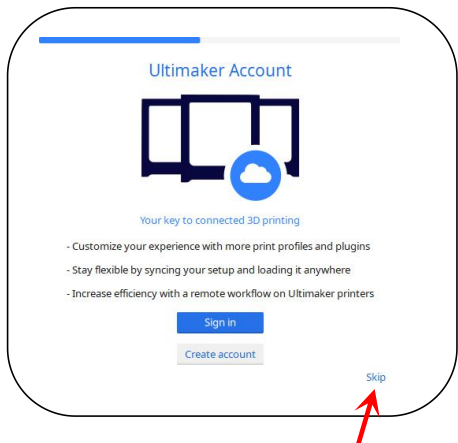 Ultimaker Account
Your key to connected 3D printing
- Customize your experience with more print profiles and plugins
- Stay flexible by syncing your setup and loading it anywhere
- Increase efficiency with a remote workflow on Ultimaker printers
Sign in
Create account
Skip